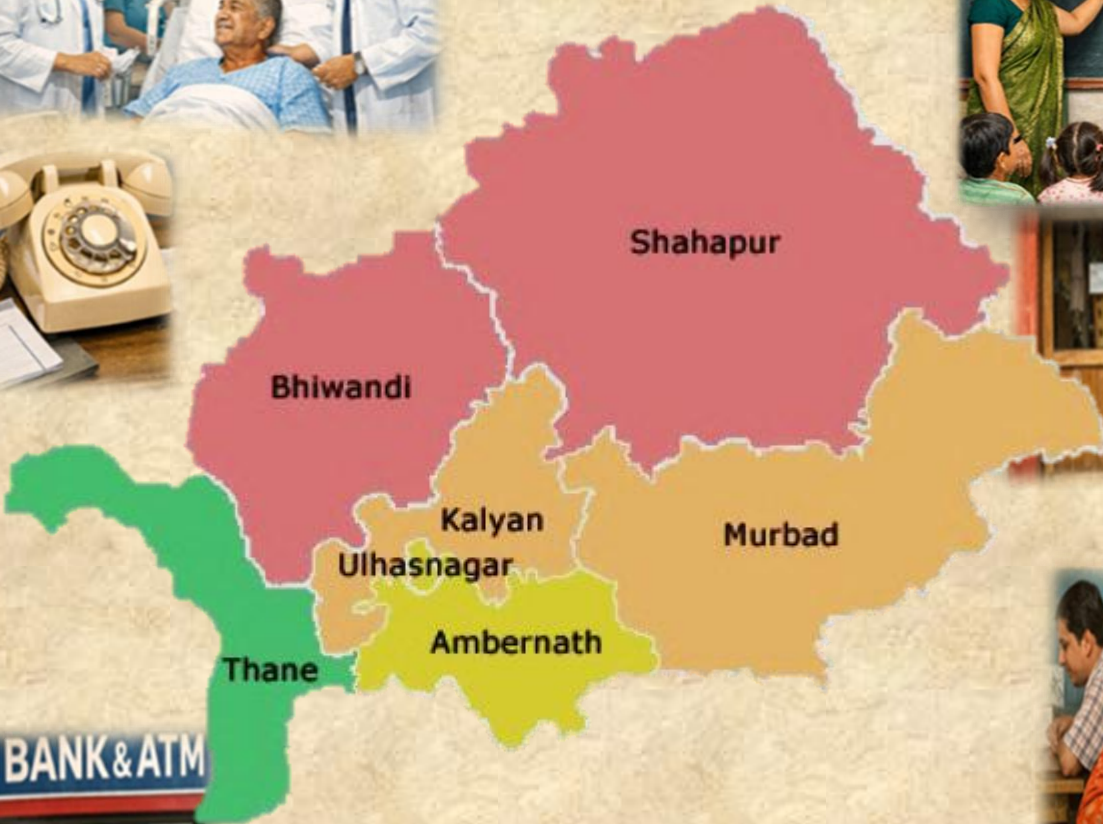 Shahapur
Bhiwandi
Kalyan
Murbad
Ulhasnagar
Ambernath
Thane
BANK & ATM